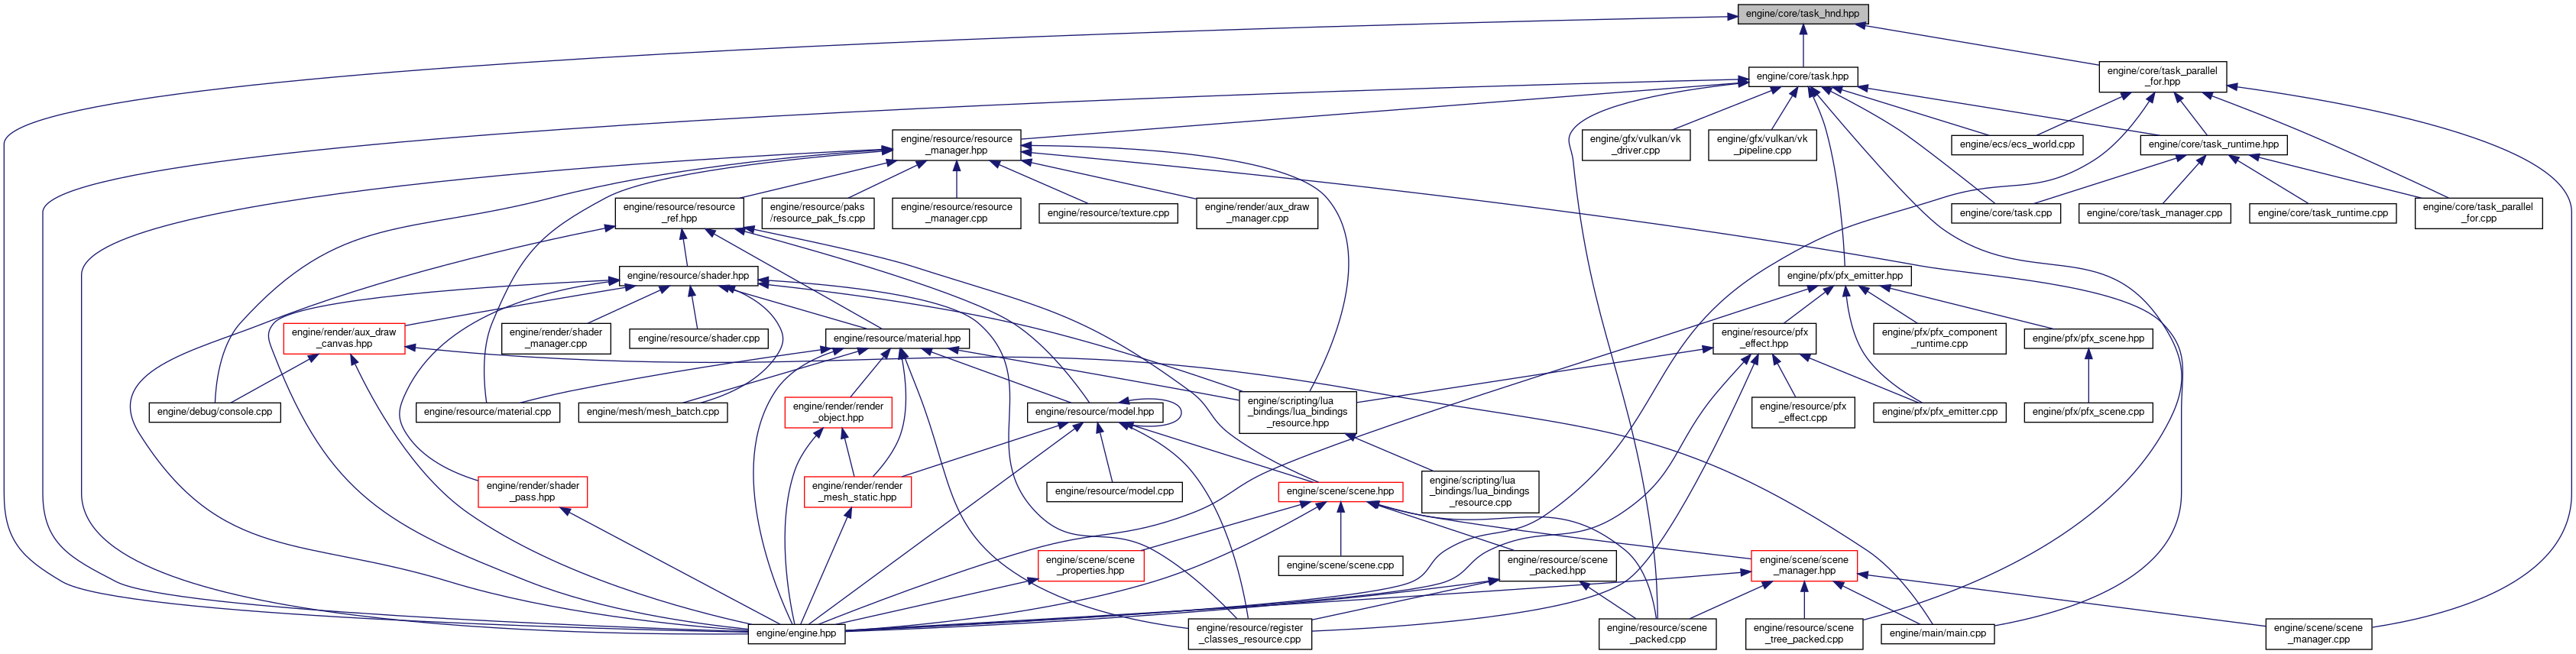 engine/core/task_hnd.hpp
engine/core/task.hpp
engine/core/task_parallel
_for.hpp
engine/resource/resource
_manager.hpp
engine/gfx/vulkan/vk
_driver.cpp
engine/gfx/vulkan/vk
_pipeline.cpp
engine/ecs/ecs_world.cpp
engine/core/task_runtime.hpp
engine/resource/resource
_ref.hpp
engine/resource/paks
/resource_pak_fs.cpp
engine/resource/resource
_manager.cpp
engine/resource/texture.cpp
engine/render/aux_draw
_manager.cpp
engine/core/task.cpp
engine/core/task_manager.cpp
engine/core/task_runtime.cpp
engine/core/task_parallel
_for.cpp
engine/resource/shader.hpp
engine/pfx/pfx_emitter.hpp
engine/render/aux_draw
_canvas.hpp
engine/render/shader
_manager.cpp
engine/resource/shader.cpp
engine/resource/material.hpp
engine/resource/pfx
_effect.hpp
engine/pfx/pfx_component
_runtime.cpp
engine/pfx/pfx_scene.hpp
engine/debug/console.cpp
engine/resource/material.cpp
engine/mesh/mesh_batch.cpp
engine/render/render
_object.hpp
engine/resource/model.hpp
engine/scripting/lua
_bindings/lua_bindings
_resource.hpp
engine/resource/pfx
_effect.cpp
engine/pfx/pfx_emitter.cpp
engine/pfx/pfx_scene.cpp
engine/render/shader
_pass.hpp
engine/render/render
_mesh_static.hpp
engine/resource/model.cpp
engine/scene/scene.hpp
engine/scripting/lua
_bindings/lua_bindings
_resource.cpp
engine/scene/scene
_properties.hpp
engine/scene/scene.cpp
engine/resource/scene
_packed.hpp
engine/scene/scene
_manager.hpp
engine/engine.hpp
engine/resource/register
_classes_resource.cpp
engine/resource/scene
_packed.cpp
engine/resource/scene
_tree_packed.cpp
engine/main/main.cpp
engine/scene/scene
_manager.cpp